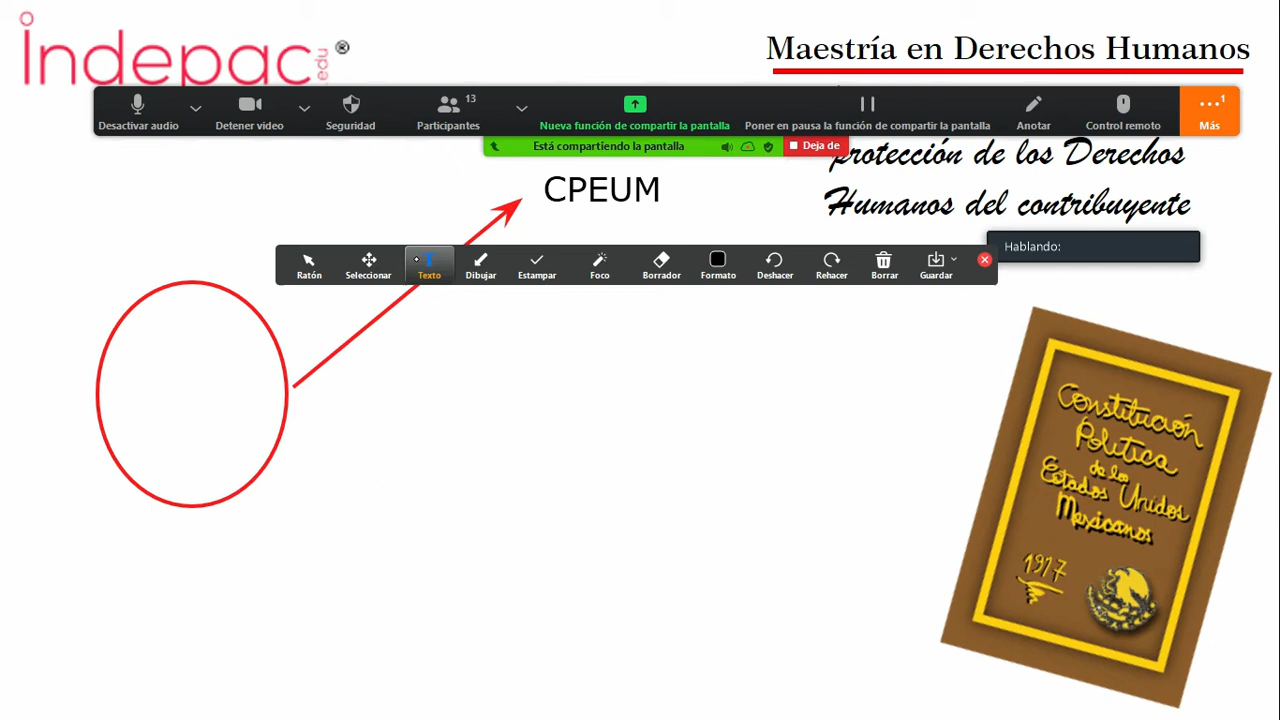 indepac.edu ®
Maestría en Derechos Humanos
Desactivar audio
Detener video
Seguridad
Participantes 13
Nueva función de compartir la pantalla
Poner en pausa la función de compartir la pantalla
Anotar
Control remoto
Más 1
Está compartiendo la pantalla
Deja de
protección de los Derechos
Humanos del contribuyente
CPEUM
Hablando:
Ratón
Seleccionar
Texto
Dibujar
Estampar
Foco
Borrador
Formato
Deshacer
Rehacer
Borrar
Guardar
Constitución
Política
de los
Estados Unidos
Mexicanos
1917